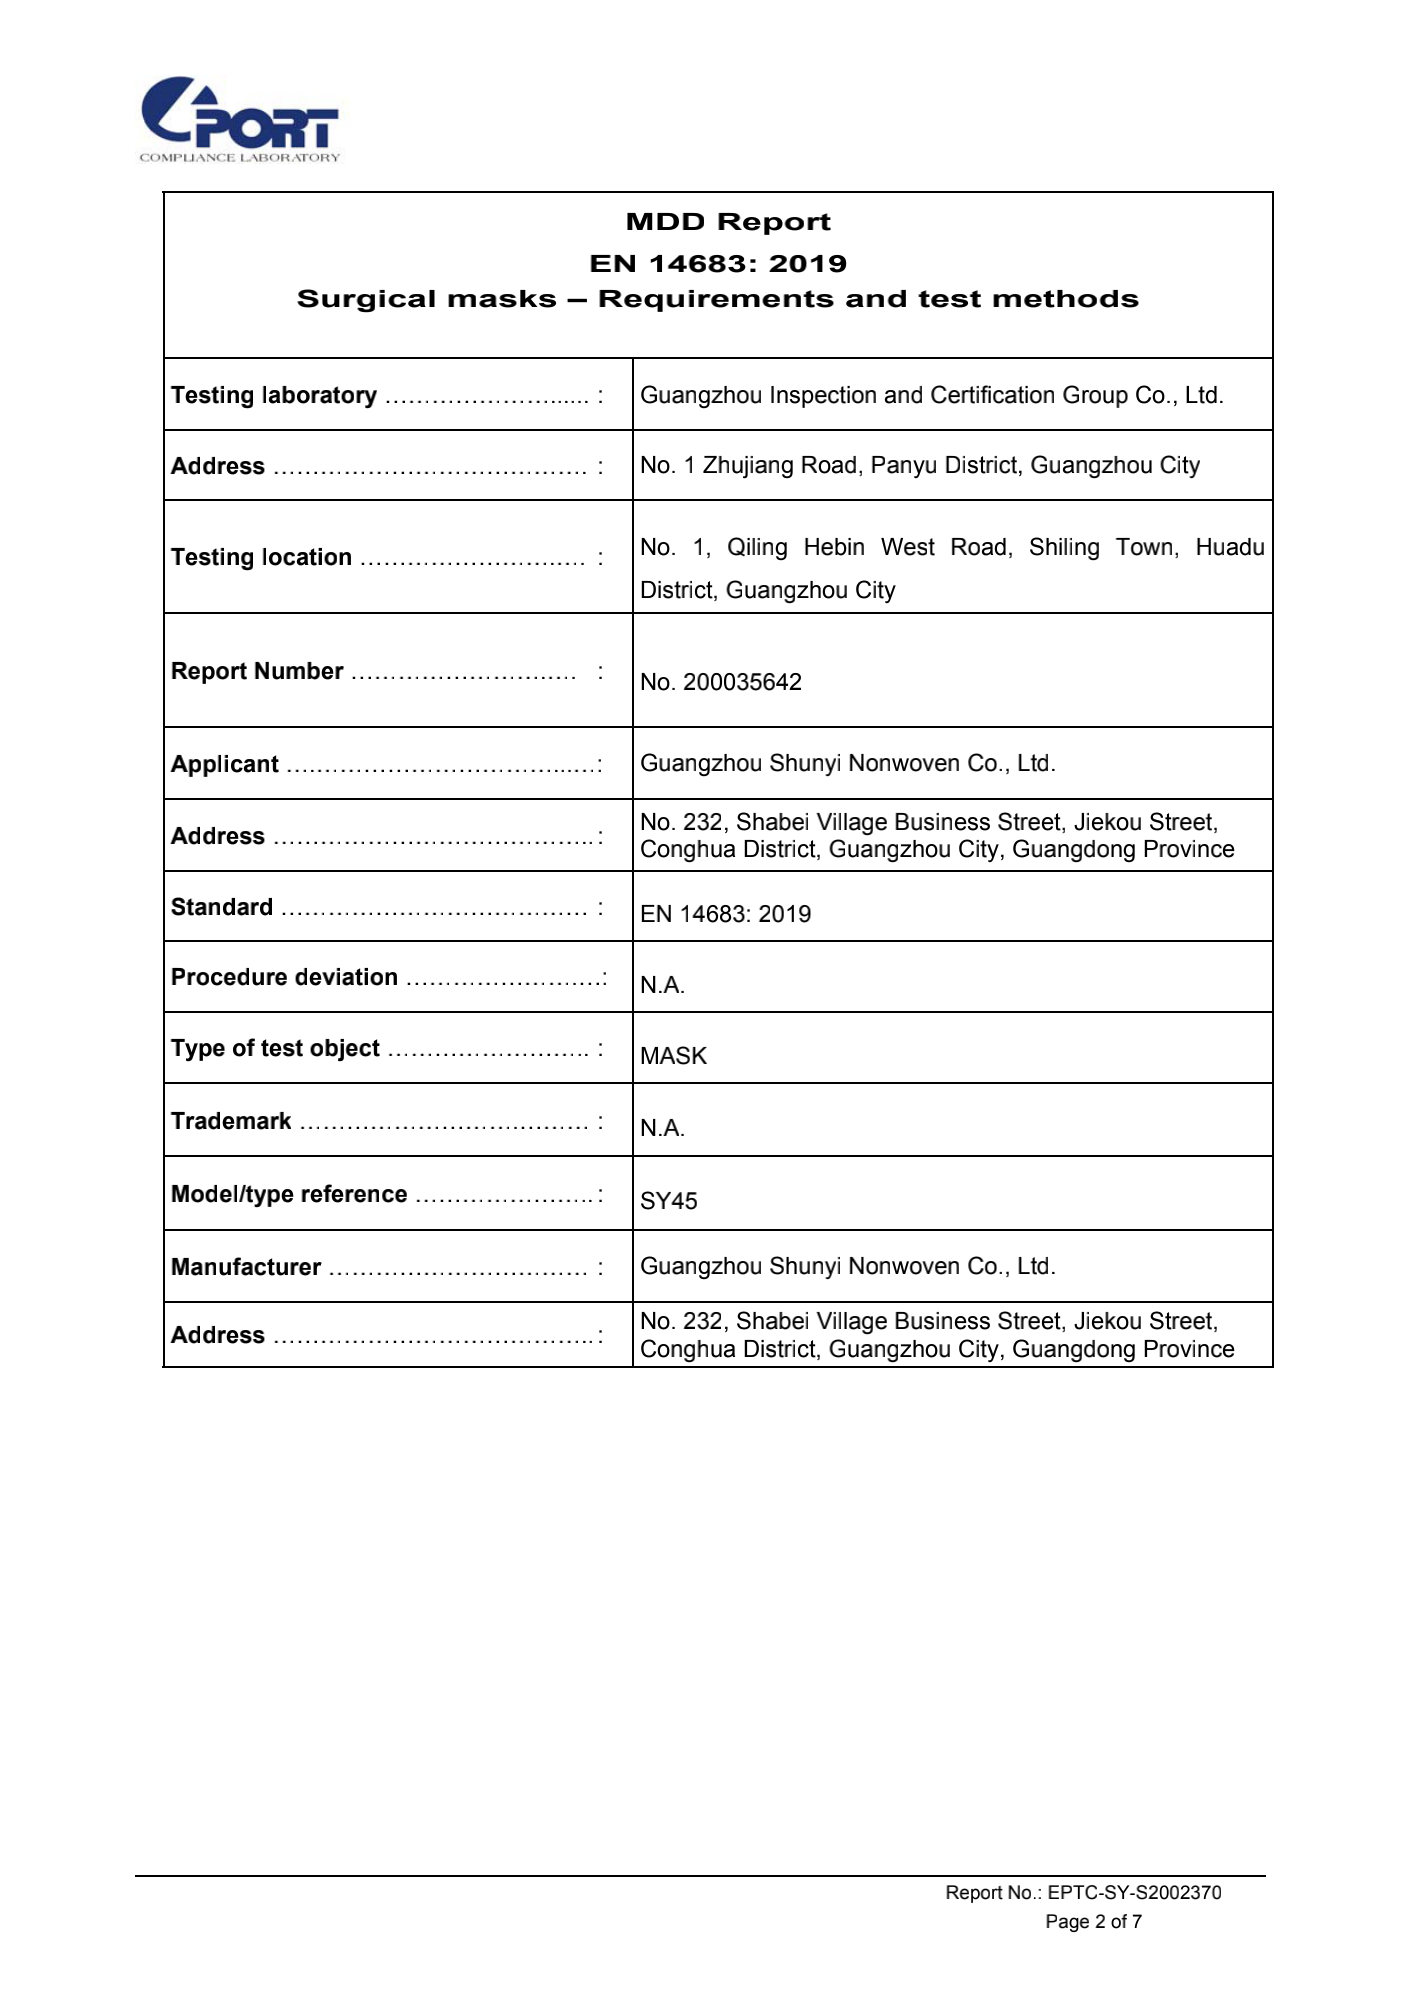 PORT
COMPLIANCE LABORATORY
MDD Report
EN 14683: 2019
Surgical masks – Requirements and test methods
Testing laboratory …………………...... : Guangzhou Inspection and Certification Group Co., Ltd.
Address …………………………………. : No. 1 Zhujiang Road, Panyu District, Guangzhou City
Testing location …………………….…. : No. 1, Qiling Hebin West Road, Shiling Town, Huadu
District, Guangzhou City
Report Number …………………….…. : No. 200035642
Applicant ……………………………...…: Guangzhou Shunyi Nonwoven Co., Ltd.
Address ………………………………….. : No. 232, Shabei Village Business Street, Jiekou Street,
Conghua District, Guangzhou City, Guangdong Province
Standard ………………………………… : EN 14683: 2019
Procedure deviation …………………….: N.A.
Type of test object …………………….. : MASK
Trademark ………………………………. : N.A.
Model/type reference ………………….. : SY45
Manufacturer …………………………… : Guangzhou Shunyi Nonwoven Co., Ltd.
Address ………………………………….. : No. 232, Shabei Village Business Street, Jiekou Street,
Conghua District, Guangzhou City, Guangdong Province
Report No.: EPTC-SY-S2002370
Page 2 of 7